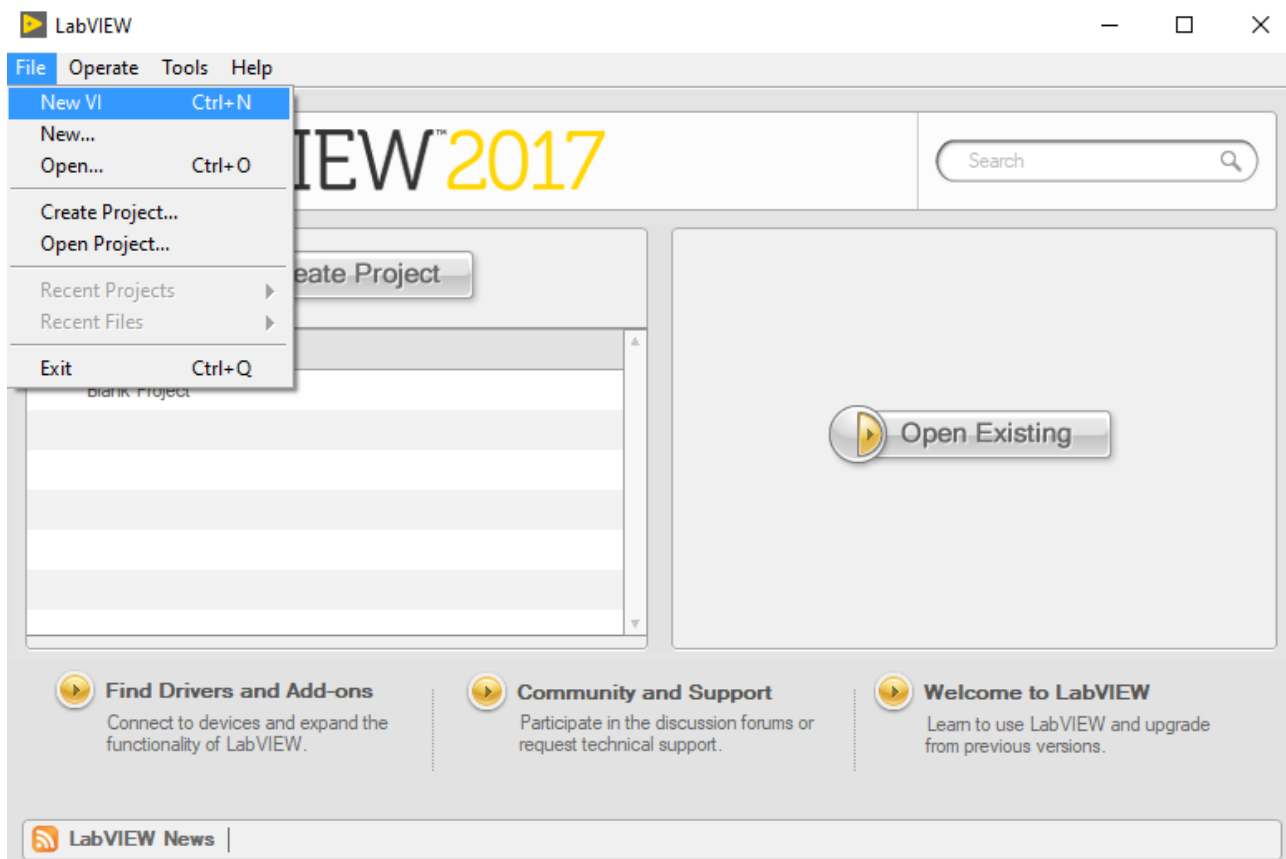 LabVIEW
File Operate Tools Help
New VI Ctrl+N
New...
Open... Ctrl+O
Create Project...
Open Project...
Recent Projects
Recent Files
Exit Ctrl+Q
IEW™2017
Search
eate Project
Blank Project
Open Existing
Find Drivers and Add-ons
Connect to devices and expand the
functionality of LabVIEW.
Community and Support
Participate in the discussion forums or
request technical support.
Welcome to LabVIEW
Learn to use LabVIEW and upgrade
from previous versions.
LabVIEW News